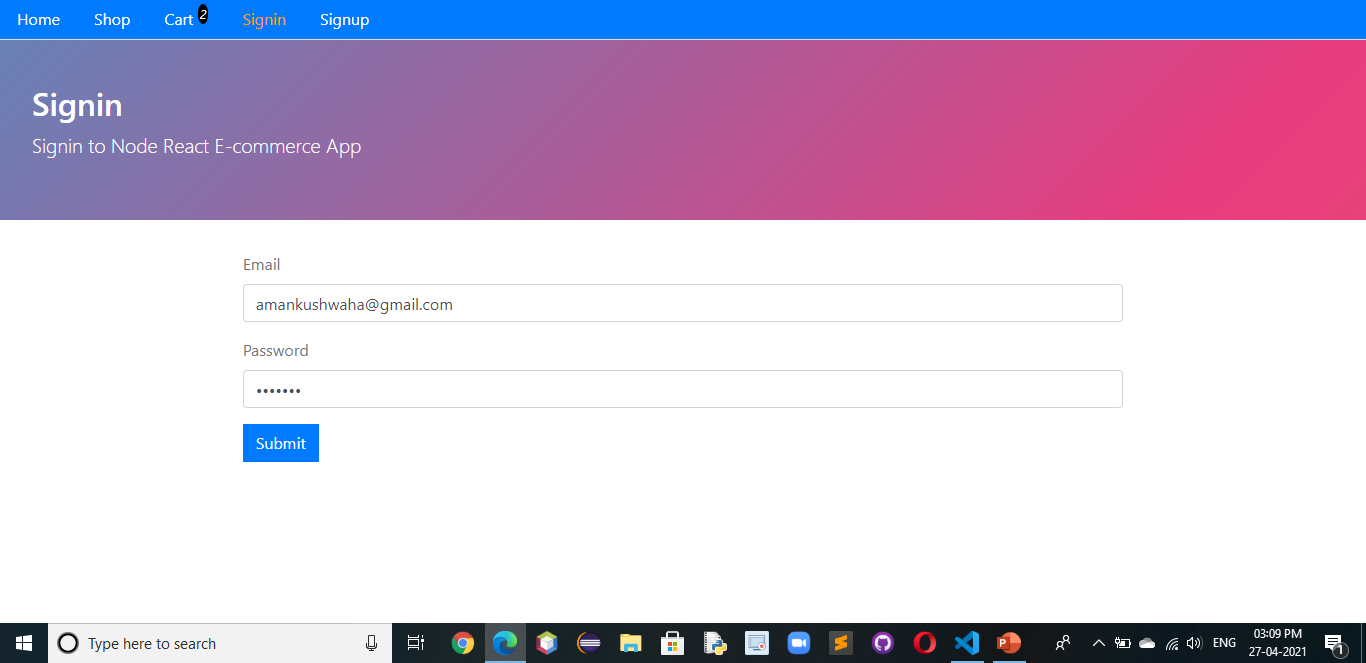 Home Shop Cart 2 Signin Signup
Signin
Signin to Node React E-commerce App
Email
amankushwaha@gmail.com
Password
•••••••
Submit
Type here to search
ENG
03:09 PM
27-04-2021
1